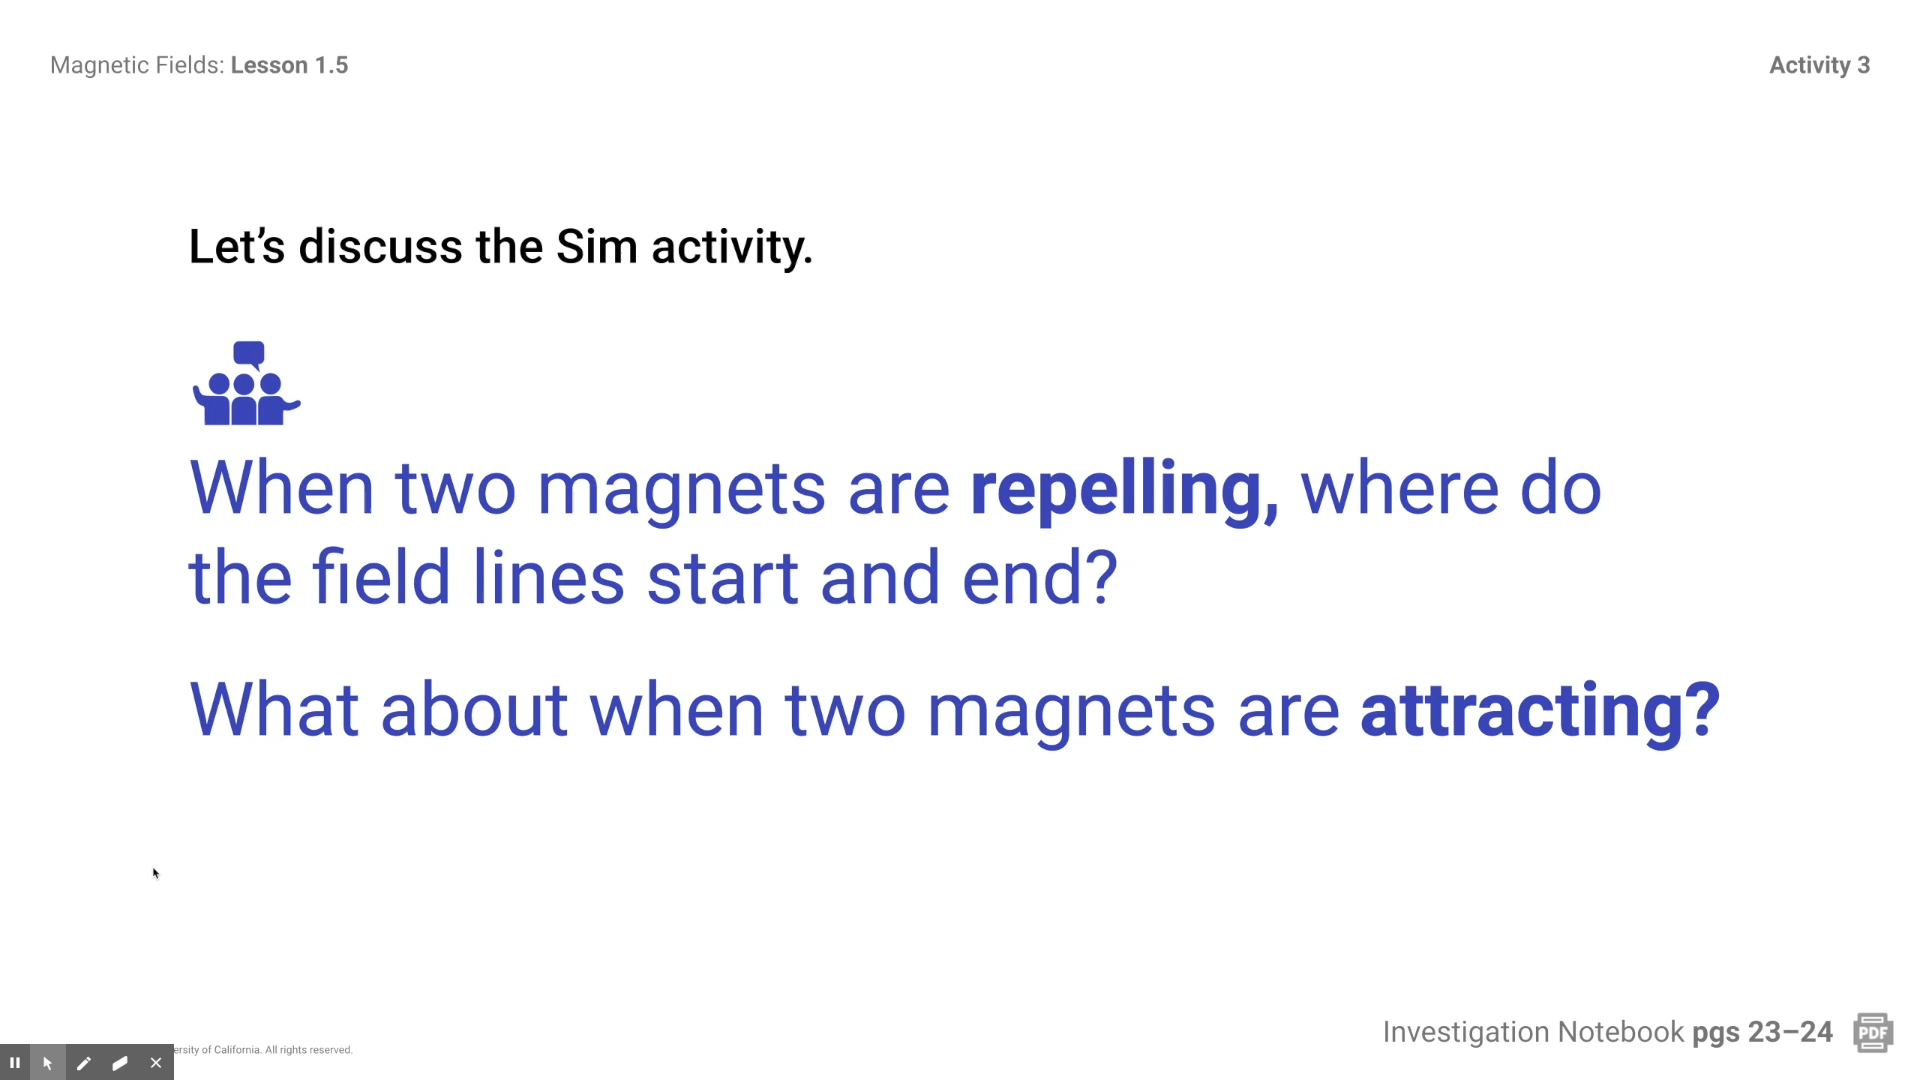 Magnetic Fields: Lesson 1.5
Activity 3
Let’s discuss the Sim activity.
When two magnets are repelling, where do
the field lines start and end?
What about when two magnets are attracting?
Investigation Notebook pgs 23–24
PDF
of California. All rights reserved.